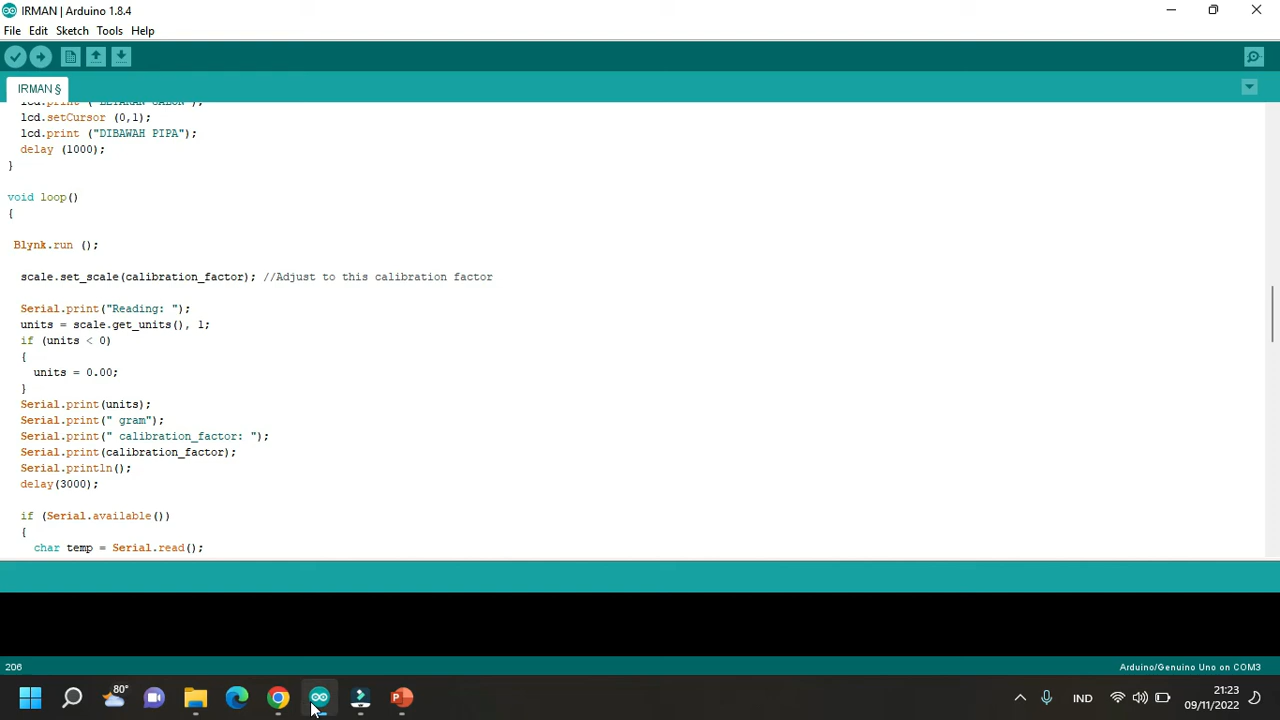 IRMAN | Arduino 1.8.4
File Edit Sketch Tools Help
IRMAN §
lcd.print ("LETAKAN GALON");
lcd.setCursor (0,1);
lcd.print ("DIBAWAH PIPA");
delay (1000);
}
void loop()
{
Blynk.run ();
scale.set_scale(calibration_factor); //Adjust to this calibration factor
Serial.print("Reading: ");
units = scale.get_units(), 1;
if (units < 0)
{
units = 0.00;
}
Serial.print(units);
Serial.print(" gram");
Serial.print(" calibration_factor: ");
Serial.print(calibration_factor);
Serial.println();
delay(3000);
if (Serial.available())
{
char temp = Serial.read();
206
Arduino/Genuino Uno on COM3
80°
IND
21:23
09/11/2022